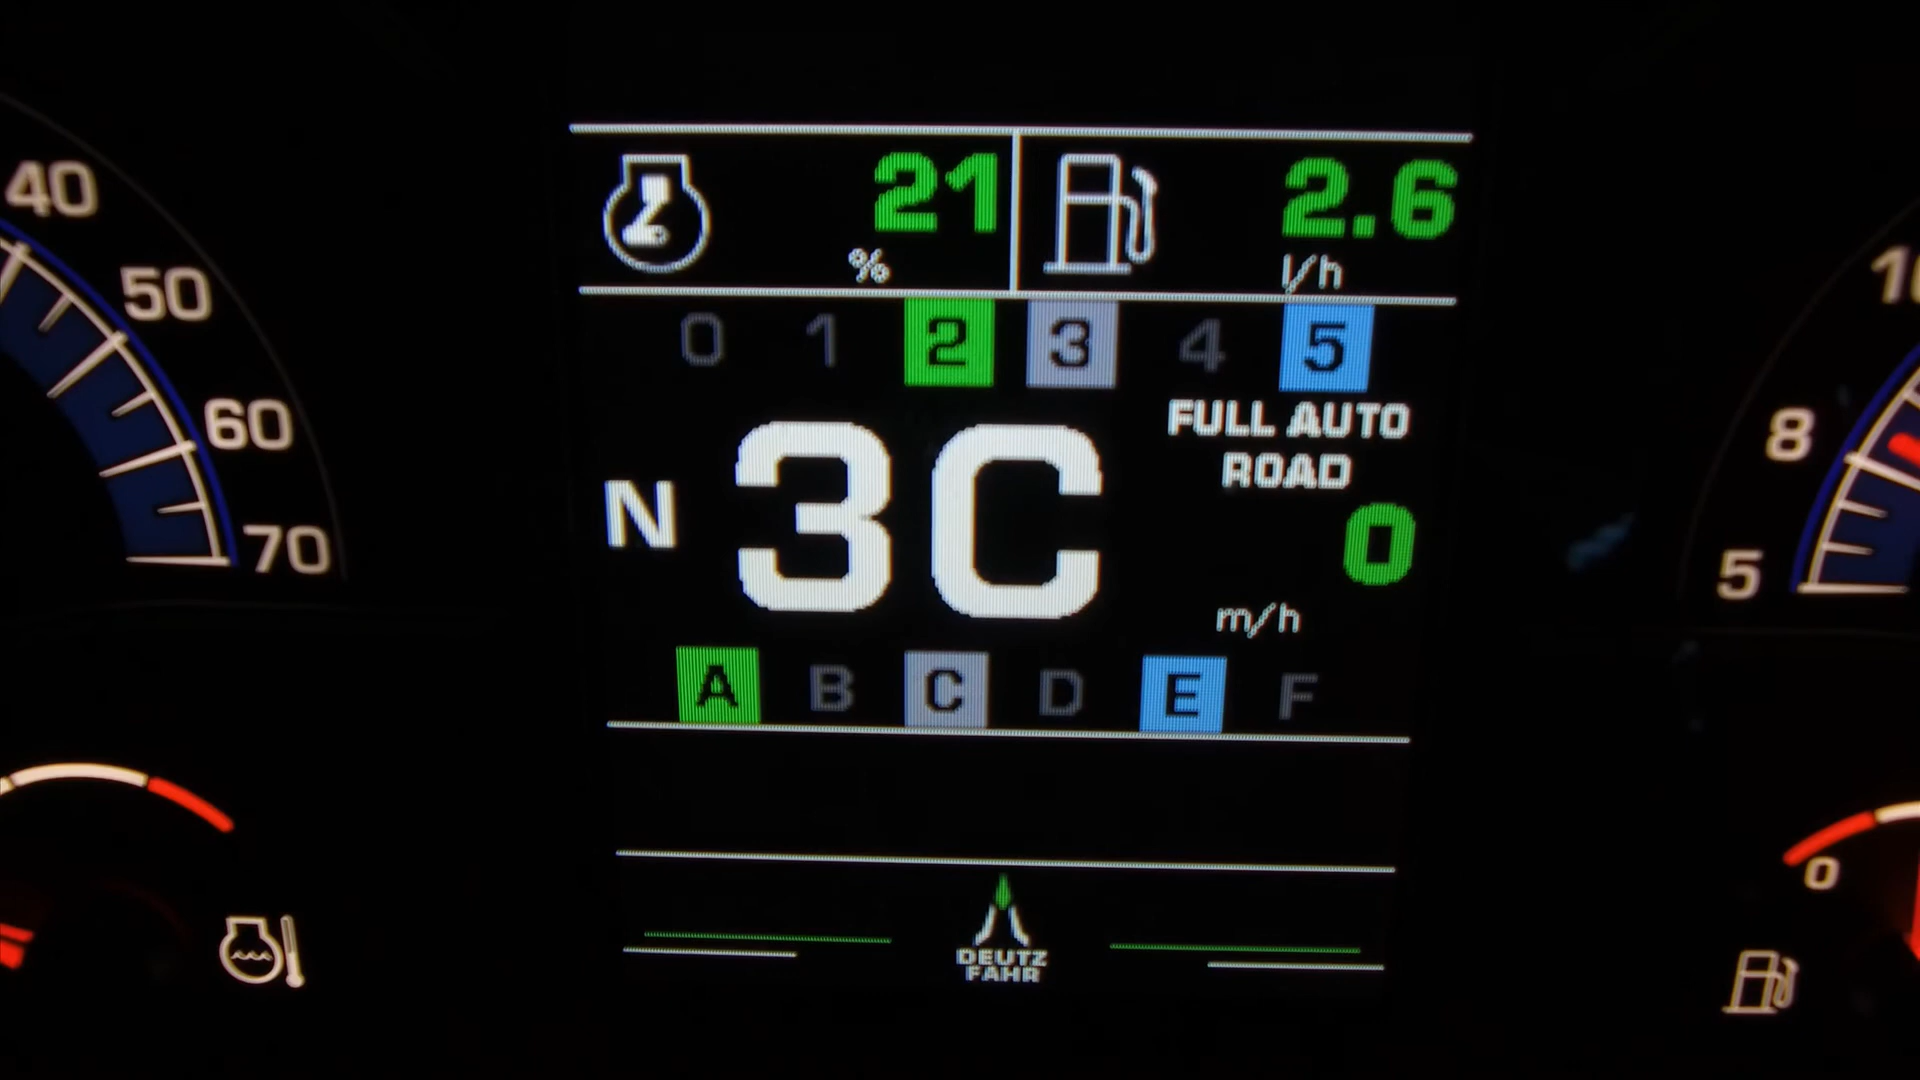 40
50
60
70
21
%
2.6
l/h
0 1 2 3 4 5
FULL AUTO
ROAD
N 3C
0
m/h
A B C D E F
DEUTZ
FAHR
8
5
0